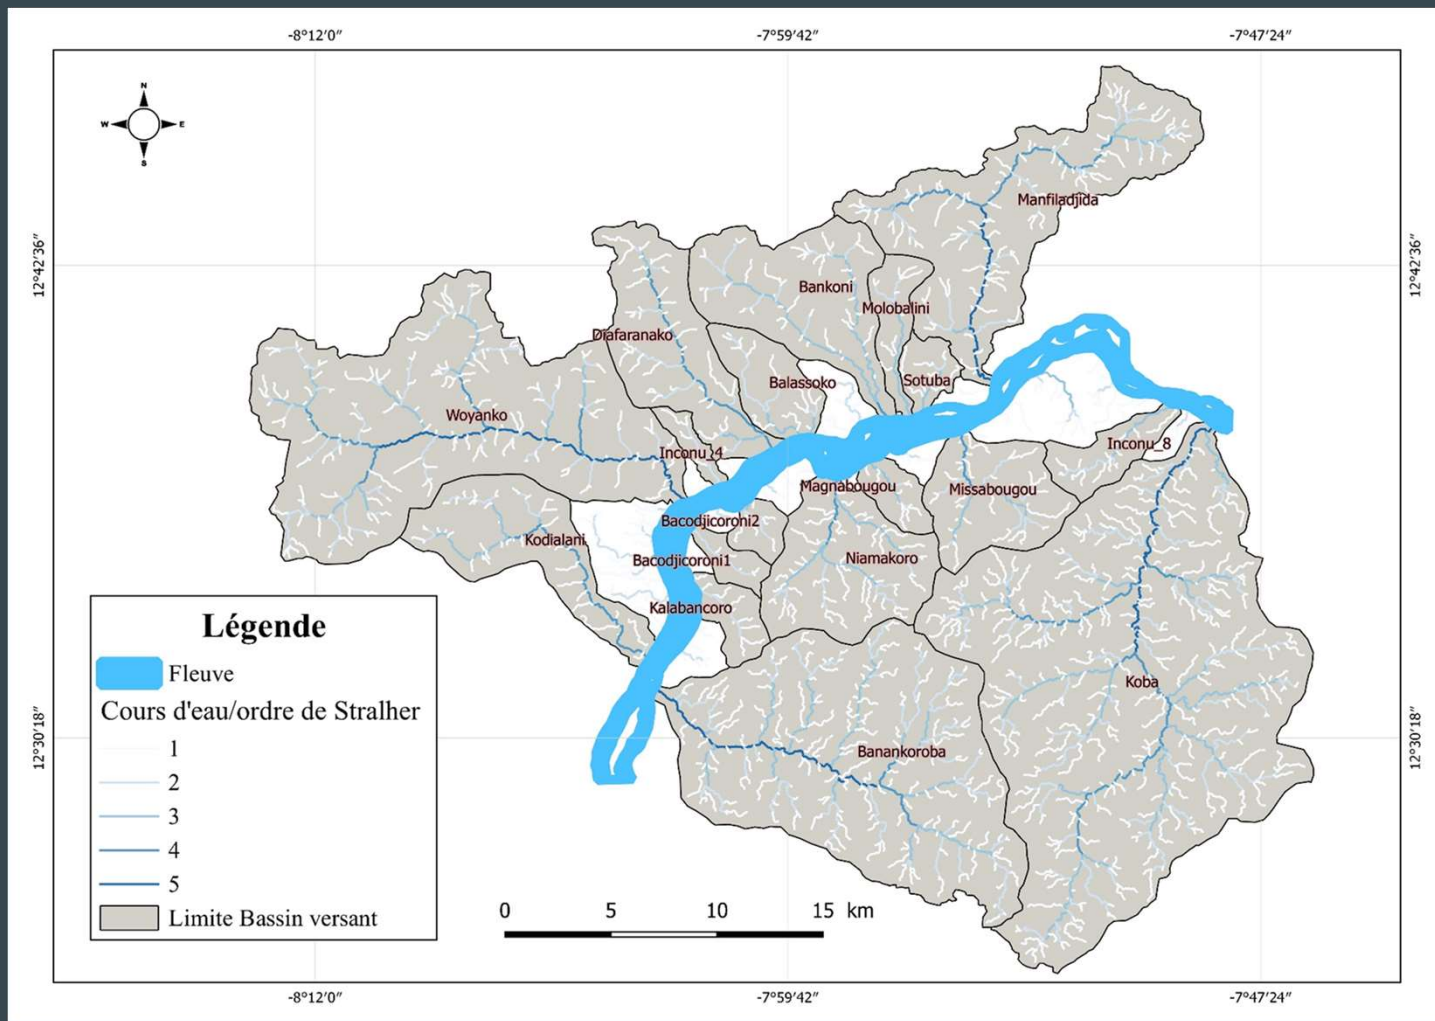 -8°12′0″ -7°59′42″ -7°47′24″
N
W E
S
12°42′36″ 12°42′36″
Manfiladjida
Bankoni
Molobalini
Diafaranako
Balassoko
Sotuba
Woyanko
Inconu_4
Inconu_8
Magnabougou
Missabougou
Bacodjicoroni2
Kodialani
Bacodjicoroni1
Niamakoro
Kalabancoro
Koba
Banankoroba
12°30′18″ 12°30′18″
Légende
Fleuve
Cours d'eau/ordre de Stralher
1
2
3
4
5
Limite Bassin versant
0 5 10 15 km
-8°12′0″ -7°59′42″ -7°47′24″